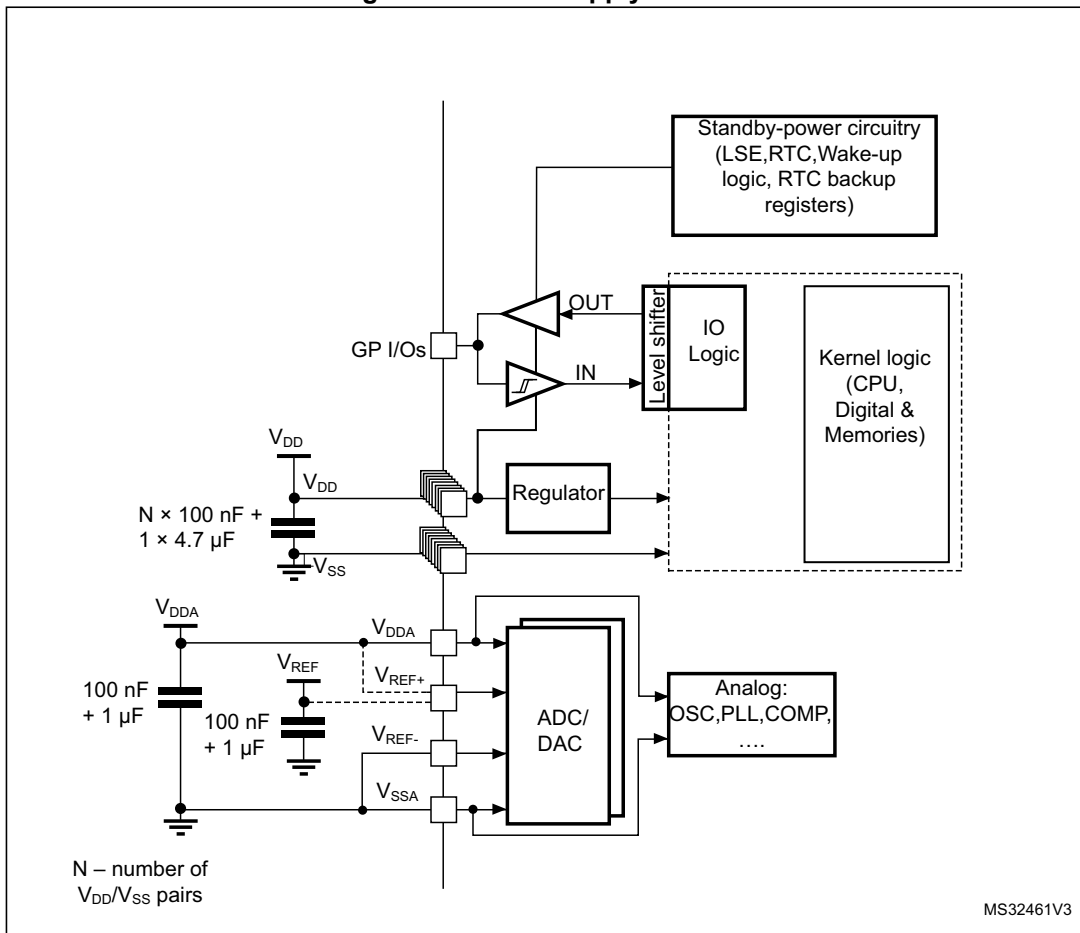 Standby-power circuitry
(LSE,RTC,Wake-up
logic, RTC backup
registers)
OUT
Level shifter
IO
Logic
GP I/Os
IN
Kernel logic
(CPU,
Digital &
Memories)
VDD
VDD
Regulator
N × 100 nF +
1 × 4.7 µF
VSS
VDDA
VDDA
VREF
VREF+
100 nF
+ 1 µF
100 nF
+ 1 µF
ADC/
DAC
Analog:
OSC,PLL,COMP,
....
VREF-
VSSA
N – number of
VDD/VSS pairs
MS32461V3